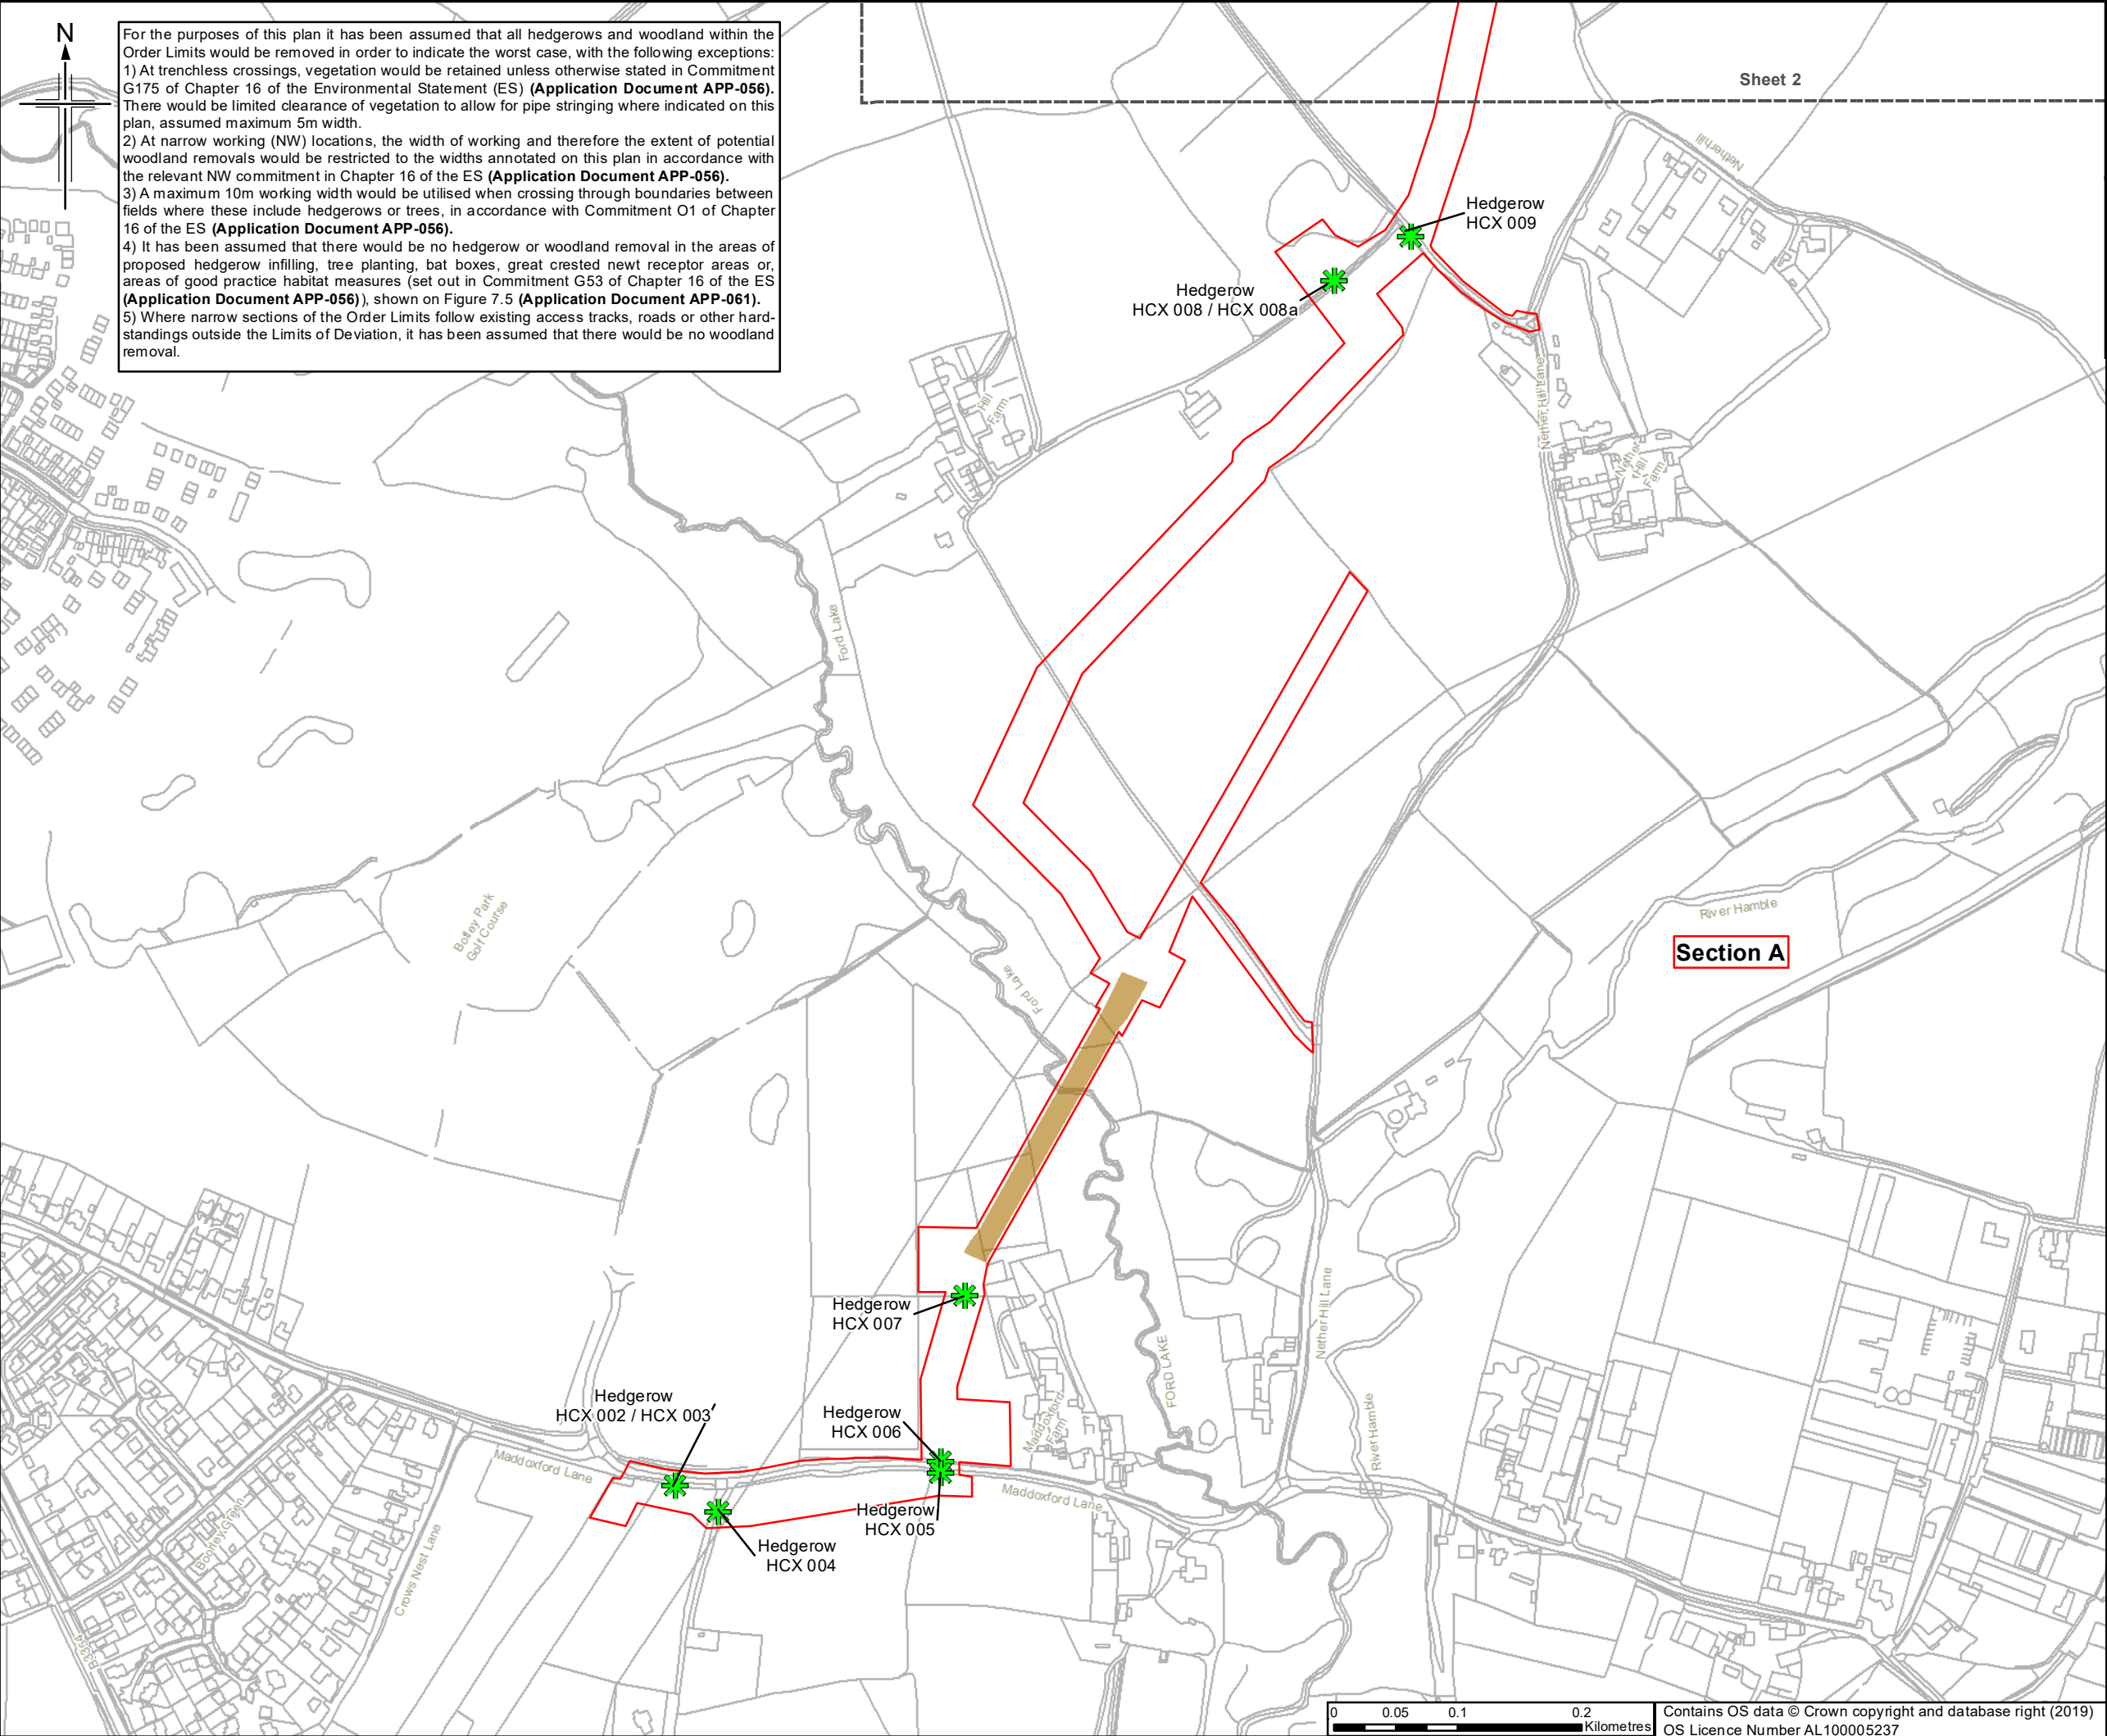 N
For the purposes of this plan it has been assumed that all hedgerows and woodland within the
Order Limits would be removed in order to indicate the worst case, with the following exceptions:
1) At trenchless crossings, vegetation would be retained unless otherwise stated in Commitment
G175 of Chapter 16 of the Environmental Statement (ES) (Application Document APP-056).
There would be limited clearance of vegetation to allow for pipe stringing where indicated on this
plan, assumed maximum 5m width.
2) At narrow working (NW) locations, the width of working and therefore the extent of potential
woodland removals would be restricted to the widths annotated on this plan in accordance with
the relevant NW commitment in Chapter 16 of the ES (Application Document APP-056).
3) A maximum 10m working width would be utilised when crossing through boundaries between
fields where these include hedgerows or trees, in accordance with Commitment O1 of Chapter
16 of the ES (Application Document APP-056).
4) It has been assumed that there would be no hedgerow or woodland removal in the areas of
proposed hedgerow infilling, tree planting, bat boxes, great crested newt receptor areas or,
areas of good practice habitat measures (set out in Commitment G53 of Chapter 16 of the ES
(Application Document APP-056)), shown on Figure 7.5 (Application Document APP-061).
5) Where narrow sections of the Order Limits follow existing access tracks, roads or other hard-
standings outside the Limits of Deviation, it has been assumed that there would be no woodland
removal.
Sheet 2
Netherhill
Hedgerow
HCX 009
Hedgerow
HCX 008 / HCX 008a
Nether Hill Lane
Hill
Farm
Nether
Hill
Farm
Ford Lake
Botley Park
Golf Course
River Hamble
Section A
Ford Lake
Hedgerow
HCX 007
Nether Hill Lane
FORD LAKE
River Hamble
Maddoxford
Farm
Hedgerow
HCX 002 / HCX 003
Hedgerow
HCX 006
Maddoxford Lane
Maddoxford Lane
Hedgerow
HCX 005
Hedgerow
HCX 004
Boorley Green
Crows Nest Lane
B3354
0 0.05 0.1 0.2
Kilometres
Contains OS data © Crown copyright and database right (2019)
OS Licence Number AL100005237